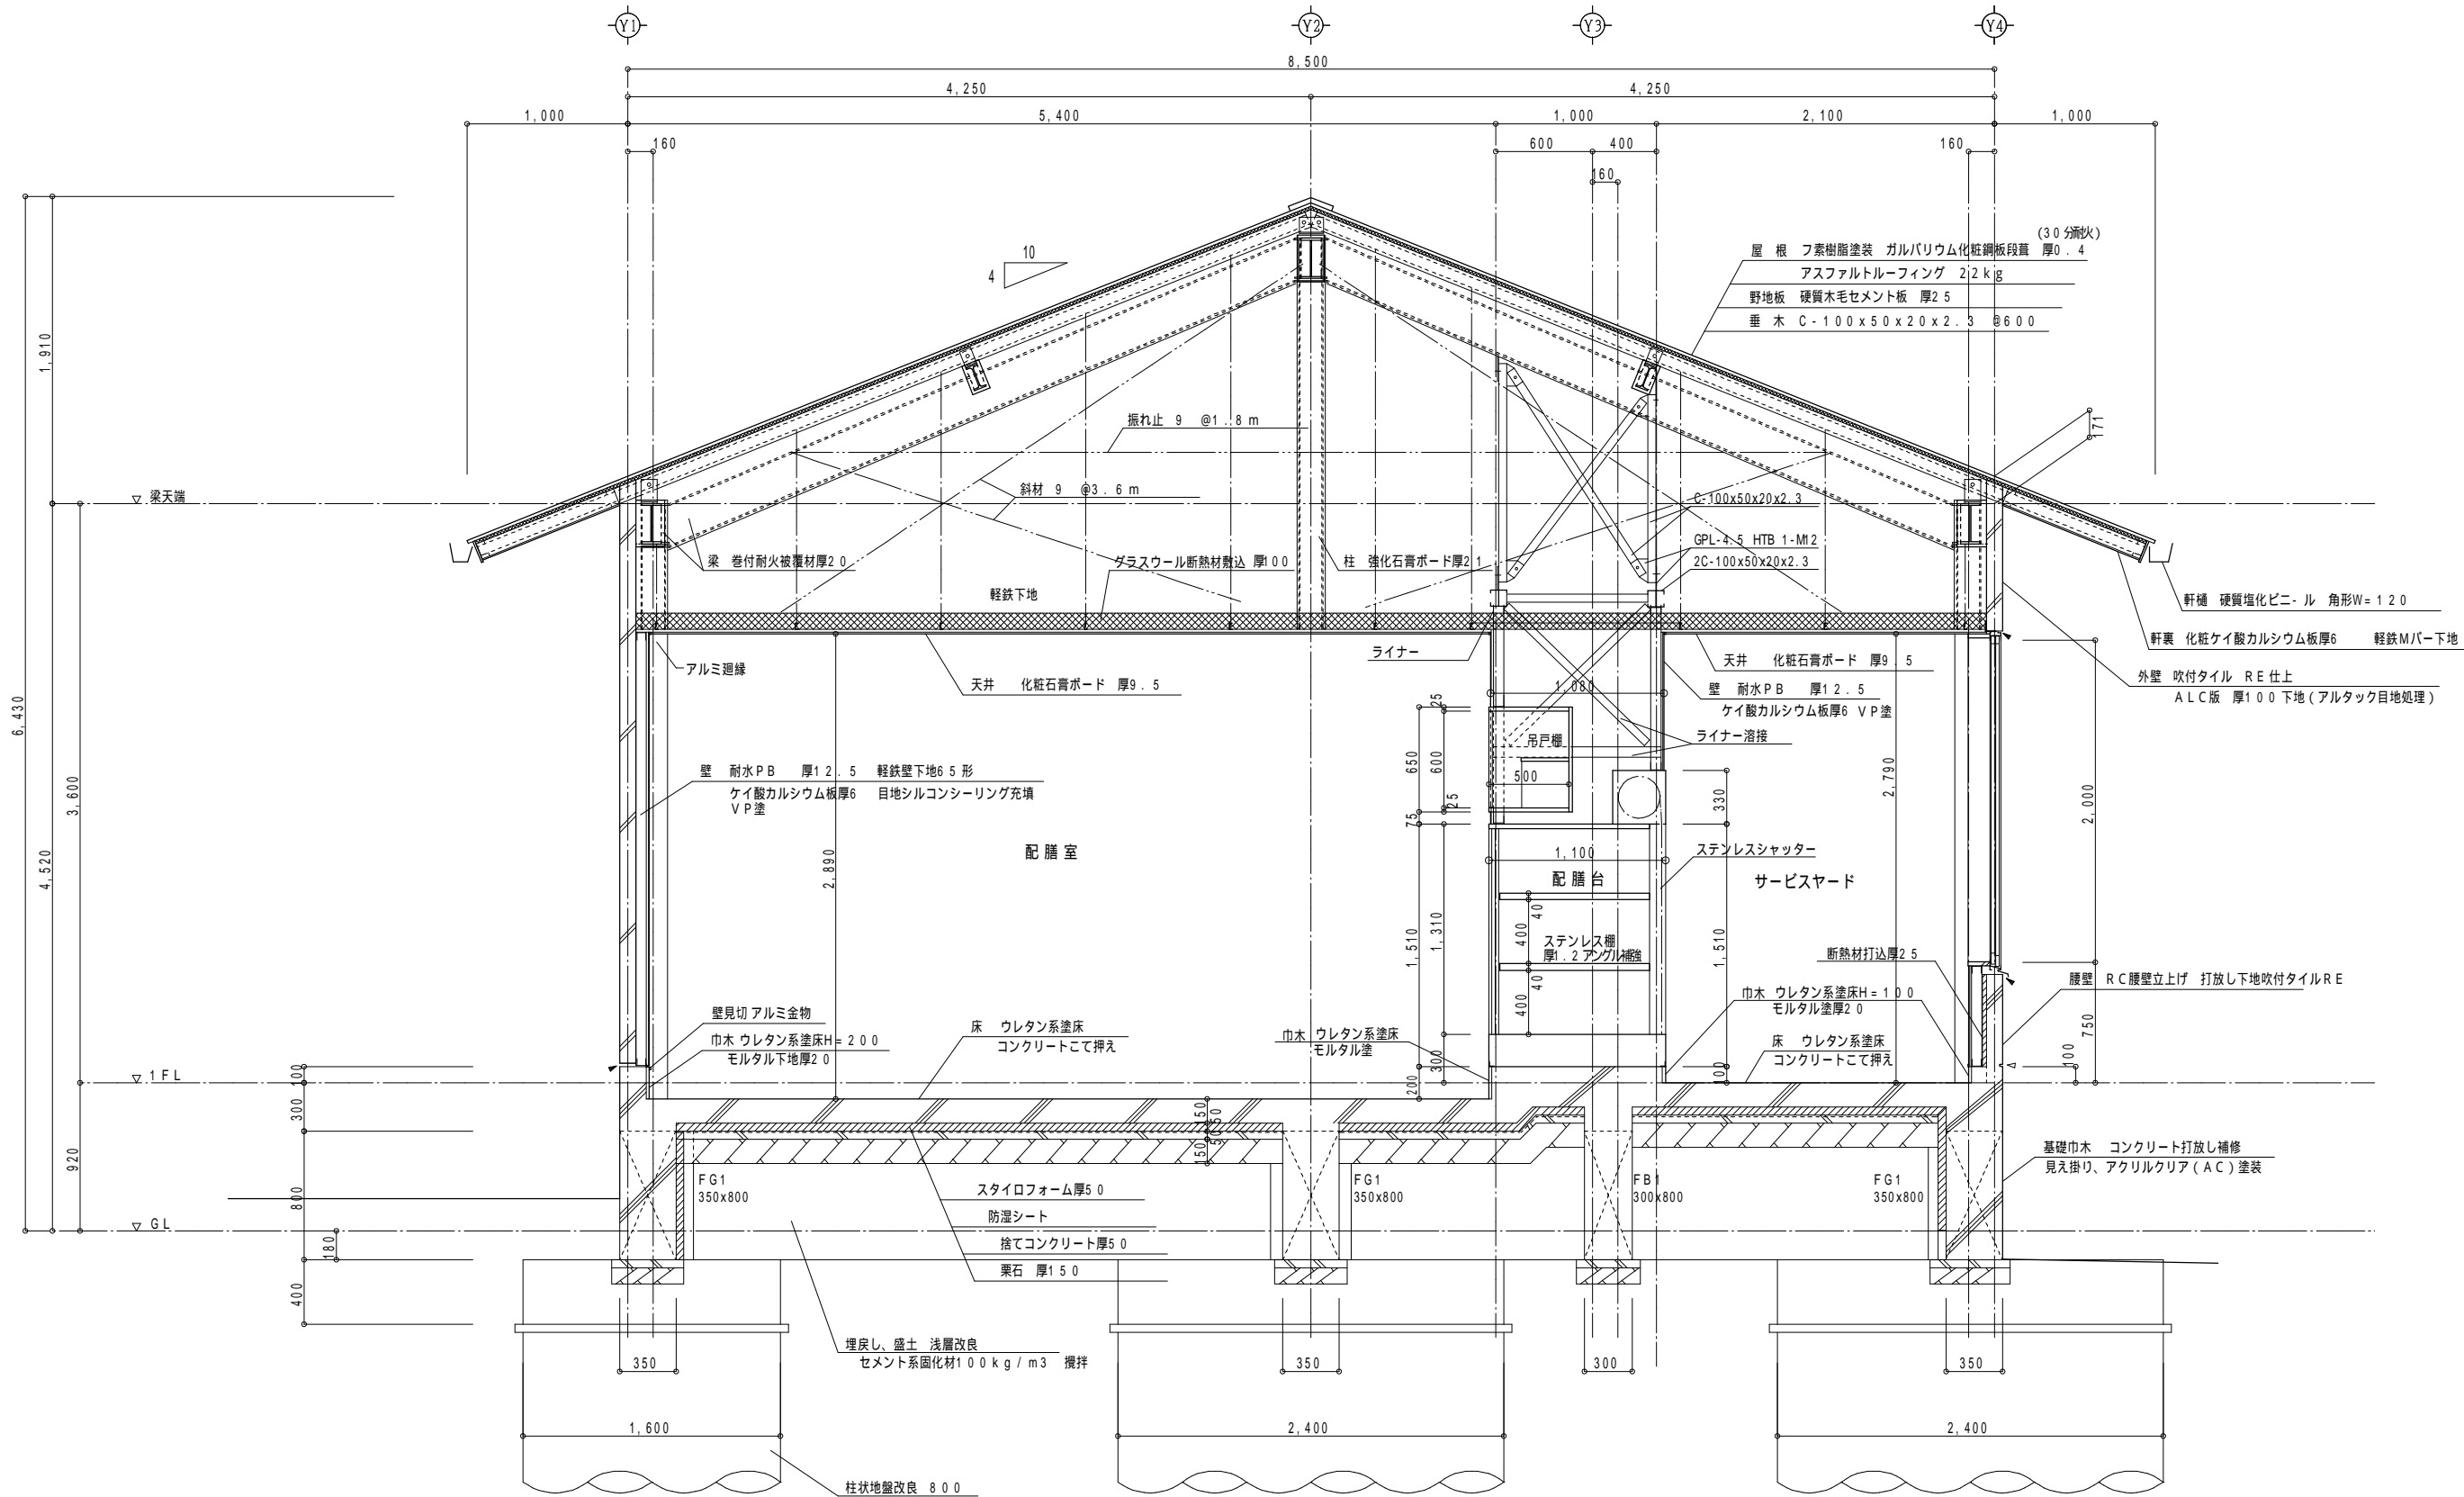 Y1
Y2
Y3
Y4
8,500
4,250
4,250
1,000
5,400
1,000
2,100
1,000
160
600
400
160
160
10
4
(30分耐火)
屋 根 フ素樹脂塗装 ガルバリウム化粧鋼板段葺 厚0.4
アスファルトルーフィング 22kg
野地板 硬質木毛セメント板 厚25
垂 木 C-100x50x20x2.3 @600
1,910
6,430
3,600
4,520
920
171
振れ止 9 @1.8m
斜材 9 @3.6m
梁天端
梁 巻付耐火被覆材厚20
グラスウール断熱材敷込 厚100
柱 強化石膏ボード厚21
C-100x50x20x2.3
GPL-4.5 HTB 1-M12
2C-100x50x20x2.3
軽鉄下地
軒樋 硬質塩化ビニ-ル 角形W=120
軒裏 化粧ケイ酸カルシウム板厚6 軽鉄Mバー下地
外壁 吹付タイル RE仕上
ALC版 厚100下地(アルタック目地処理)
アルミ廻縁
天井 化粧石膏ボード 厚9.5
ライナー
天井 化粧石膏ボード 厚9.5
1,080
壁 耐水PB 厚12.5
ケイ酸カルシウム板厚6 VP塗
ライナー溶接
吊戸棚
500
25
650
600
25
75
330
2,790
2,000
壁 耐水PB 厚12.5 軽鉄壁下地65形
ケイ酸カルシウム板厚6 目地シルコンシーリング充填
VP塗
2,890
配膳室
1,100
配膳台
ステンレスシャッター
サービスヤード
40
400
1,310
1,510
ステンレス棚
厚1.2アングル補強
40
400
1,510
断熱材打込厚25
腰壁 RC腰壁立上げ 打放し下地吹付タイルRE
750
100
壁見切アルミ金物
巾木 ウレタン系塗床H=200
モルタル下地厚20
床 ウレタン系塗床
コンクリートこて押え
巾木 ウレタン系塗床
モルタル塗
巾木 ウレタン系塗床H=100
モルタル塗厚20
床 ウレタン系塗床
コンクリートこて押え
300
200
100
1FL
100
300
800
180
400
GL
150
50
50
150
FG1
350x800
FG1
350x800
FB1
300x800
FG1
350x800
基礎巾木 コンクリート打放し補修
見え掛り、アクリルクリア(AC)塗装
スタイロフォーム厚50
防湿シート
捨てコンクリート厚50
栗石 厚150
埋戻し、盛土 浅層改良
セメント系固化材100kg/m3 攪拌
350
350
300
350
1,600
2,400
2,400
柱状地盤改良 800